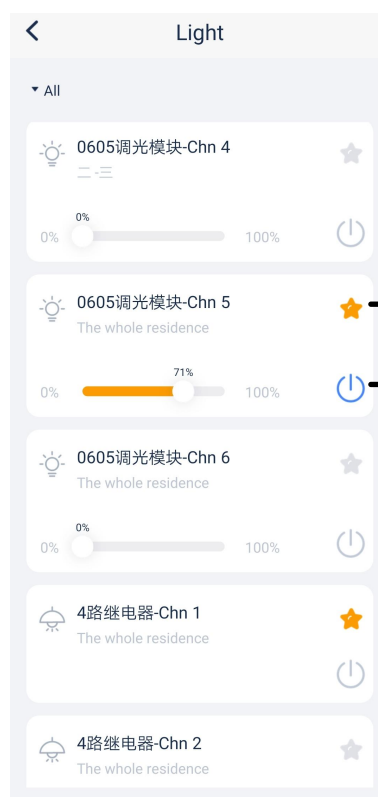 Light
All
0605调光模块-Chn 4
二-三
0%
0%
100%
0605调光模块-Chn 5
The whole residence
71%
0%
100%
0605调光模块-Chn 6
The whole residence
0%
0%
100%
4路继电器-Chn 1
The whole residence
4路继电器-Chn 2
The whole residence